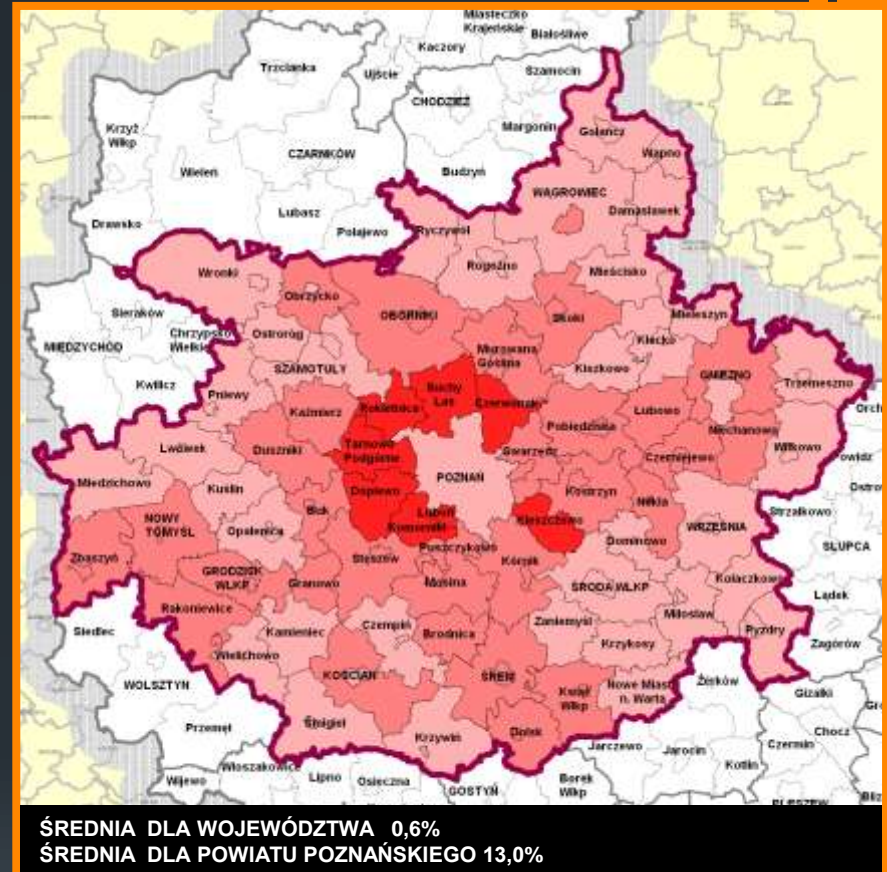 Miasteczko
Krajeńskie
Białośliwe
Kaczory
Trzcianka
Ujście
Szamocin
CHODZIEŻ
Margonin
Gołańcz
Krzyż
Wlkp
Wapno
CZARNKÓW
Wieleń
Budzyń
WĄGROWIEC
Damasławek
Lubasz
Drawsko
Połajewo
Ryczywół
Rogoźno
Mieścisko
Wronki
Obrzycko
Sieraków
OBORNIKI
Skoki
Mieleszyn
Chrzypsko
Wielkie
Ostroróg
Kłecko
MIĘDZYCHÓD
Murowana
Goślina
SZAMOTUŁY
Kiszkowo
GNIEZNO
Trzemeszno
Kwilcz
Pniewy
Suchy
Las
Kaźmierz
Rokietnica
Czerwonak
Łubowo
Pobiedziska
Niechanowo
Witkowo
Lwówek
Duszniki
Tarnowo
Podgórne
Swarzędz
Czerniejewo
POZNAŃ
Miedzichowo
Kuślin
Dopiewo
Kostrzyn
Nekla
NOWY
TOMYŚL
Buk
Luboń
Komorniki
Kleszczewo
WRZEŚNIA
Strzałkowo
Opalenica
Dominowo
SŁUPCA
Zbąszyń
Puszczykowo
Stęszew
Kórnik
GRODZISK
WLKP
Granowo
Mosina
ŚRODA WLKP
Kołaczkowo
Lądek
Rakoniewice
Miłosław
Siedlec
Kamieniec
Czempiń
Brodnica
Zaniemyśl
Pyzdry
Krzykosy
Zagórów
Wielichowo
KOŚCIAN
ŚREM
WOLSZTYN
Książ
Wlkp
Nowe Miasto
n. Wartą
Żerków
Gizałki
Przemęt
Śmigiel
Krzywiń
Dolsk
Chocz
Jaraczewo
Jarocin
Czermin
Kotlin
Wijewo
Włoszakowice
Lipno
Osieczna
GOSTYŃ
Borek
Wlkp
PLESZEW
ŚREDNIA DLA WOJEWÓDZTWA 0,6%
ŚREDNIA DLA POWIATU POZNAŃSKIEGO 13,0%